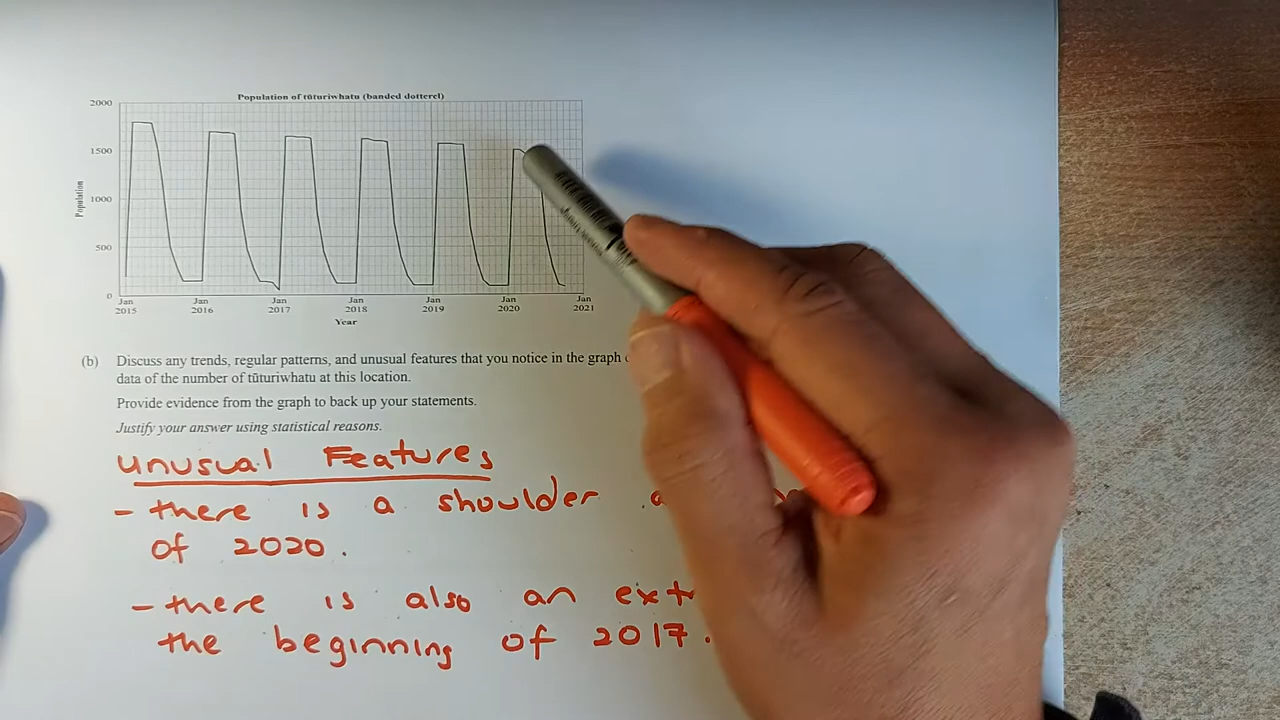 Population of tūturiwhatu (banded dotterel)
2000
1500
1000
500
0
Population
Jan 2015
Jan 2016
Jan 2017
Jan 2018
Jan 2019
Jan 2020
Jan 2021
Year
(b) Discuss any trends, regular patterns, and unusual features that you notice in the graph
data of the number of tūturiwhatu at this location.
Provide evidence from the graph to back up your statements.
Justify your answer using statistical reasons.
Unusual Features
- there is a shoulder
of 2020.
- there is also an
the beginning of 2017.